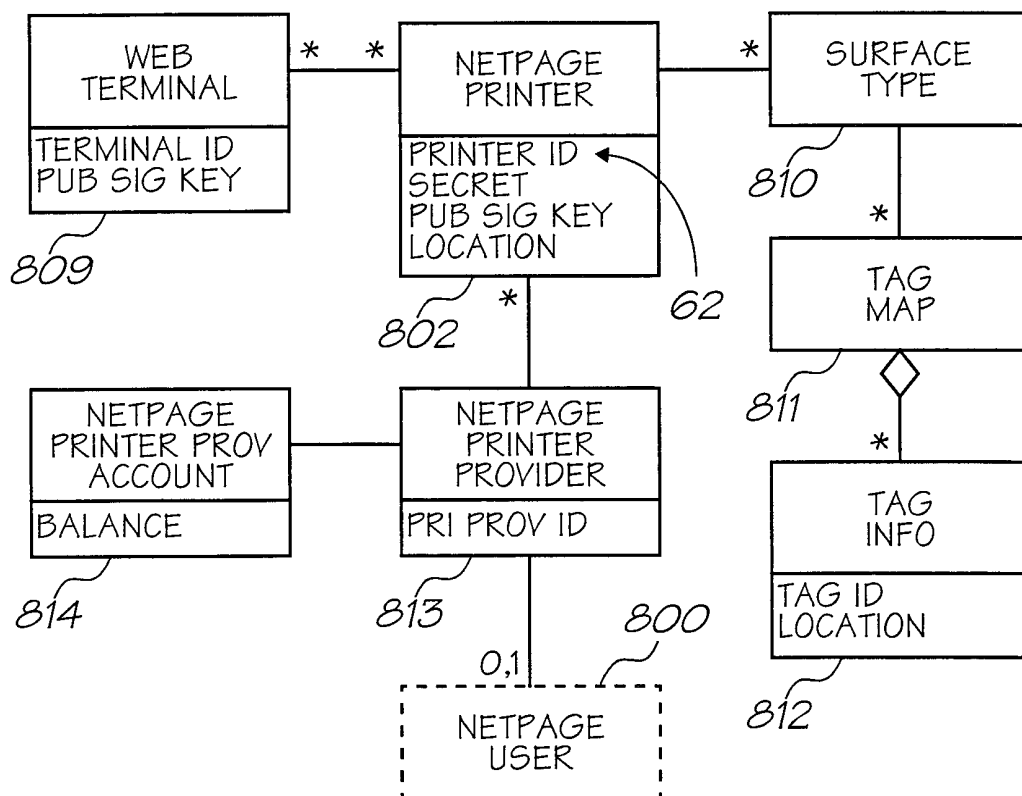 WEB
TERMINAL
TERMINAL ID
PUB SIG KEY
809
*
*
NETPAGE
PRINTER
PRINTER ID
SECRET
PUB SIG KEY
LOCATION
802
62
*
*
SURFACE
TYPE
810
*
TAG
MAP
811
*
NETPAGE
PRINTER PROV
ACCOUNT
BALANCE
814
NETPAGE
PRINTER
PROVIDER
PRI PROV ID
813
TAG
INFO
TAG ID
LOCATION
812
0,1
800
NETPAGE
USER